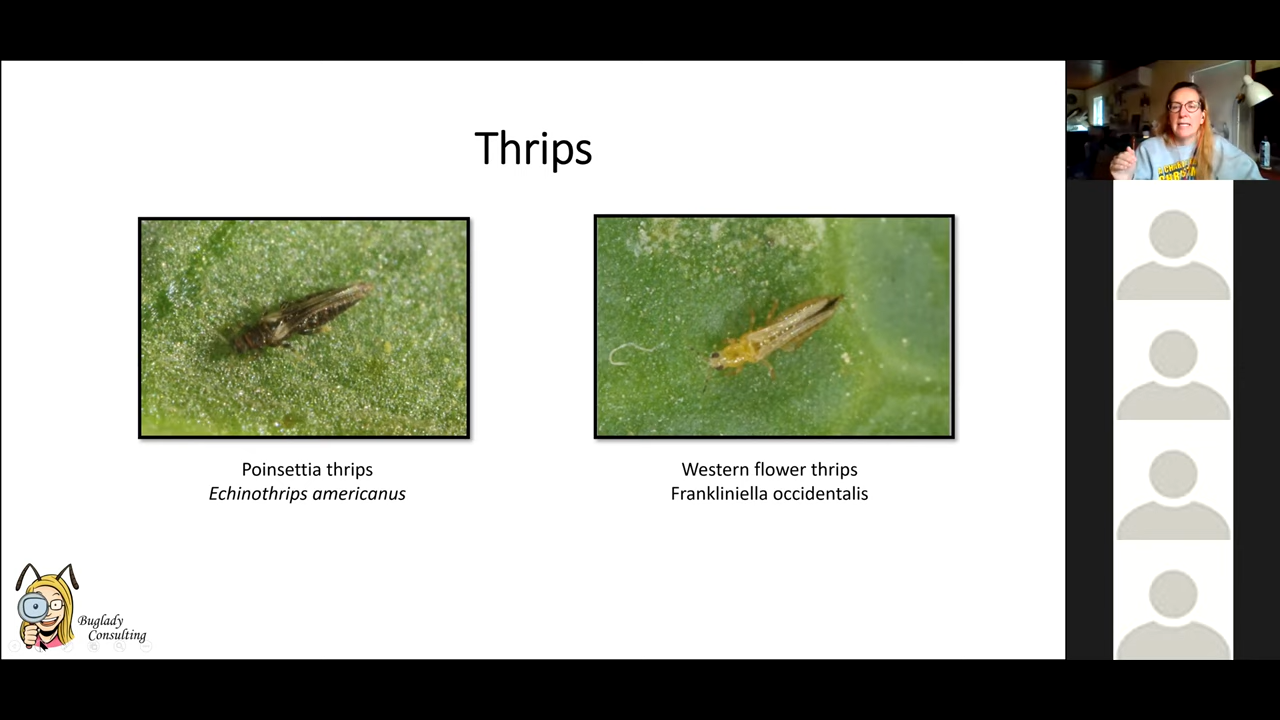 Thrips
Poinsettia thrips
Echinothrips americanus
Western flower thrips
Frankliniella occidentalis
Buglady
Consulting